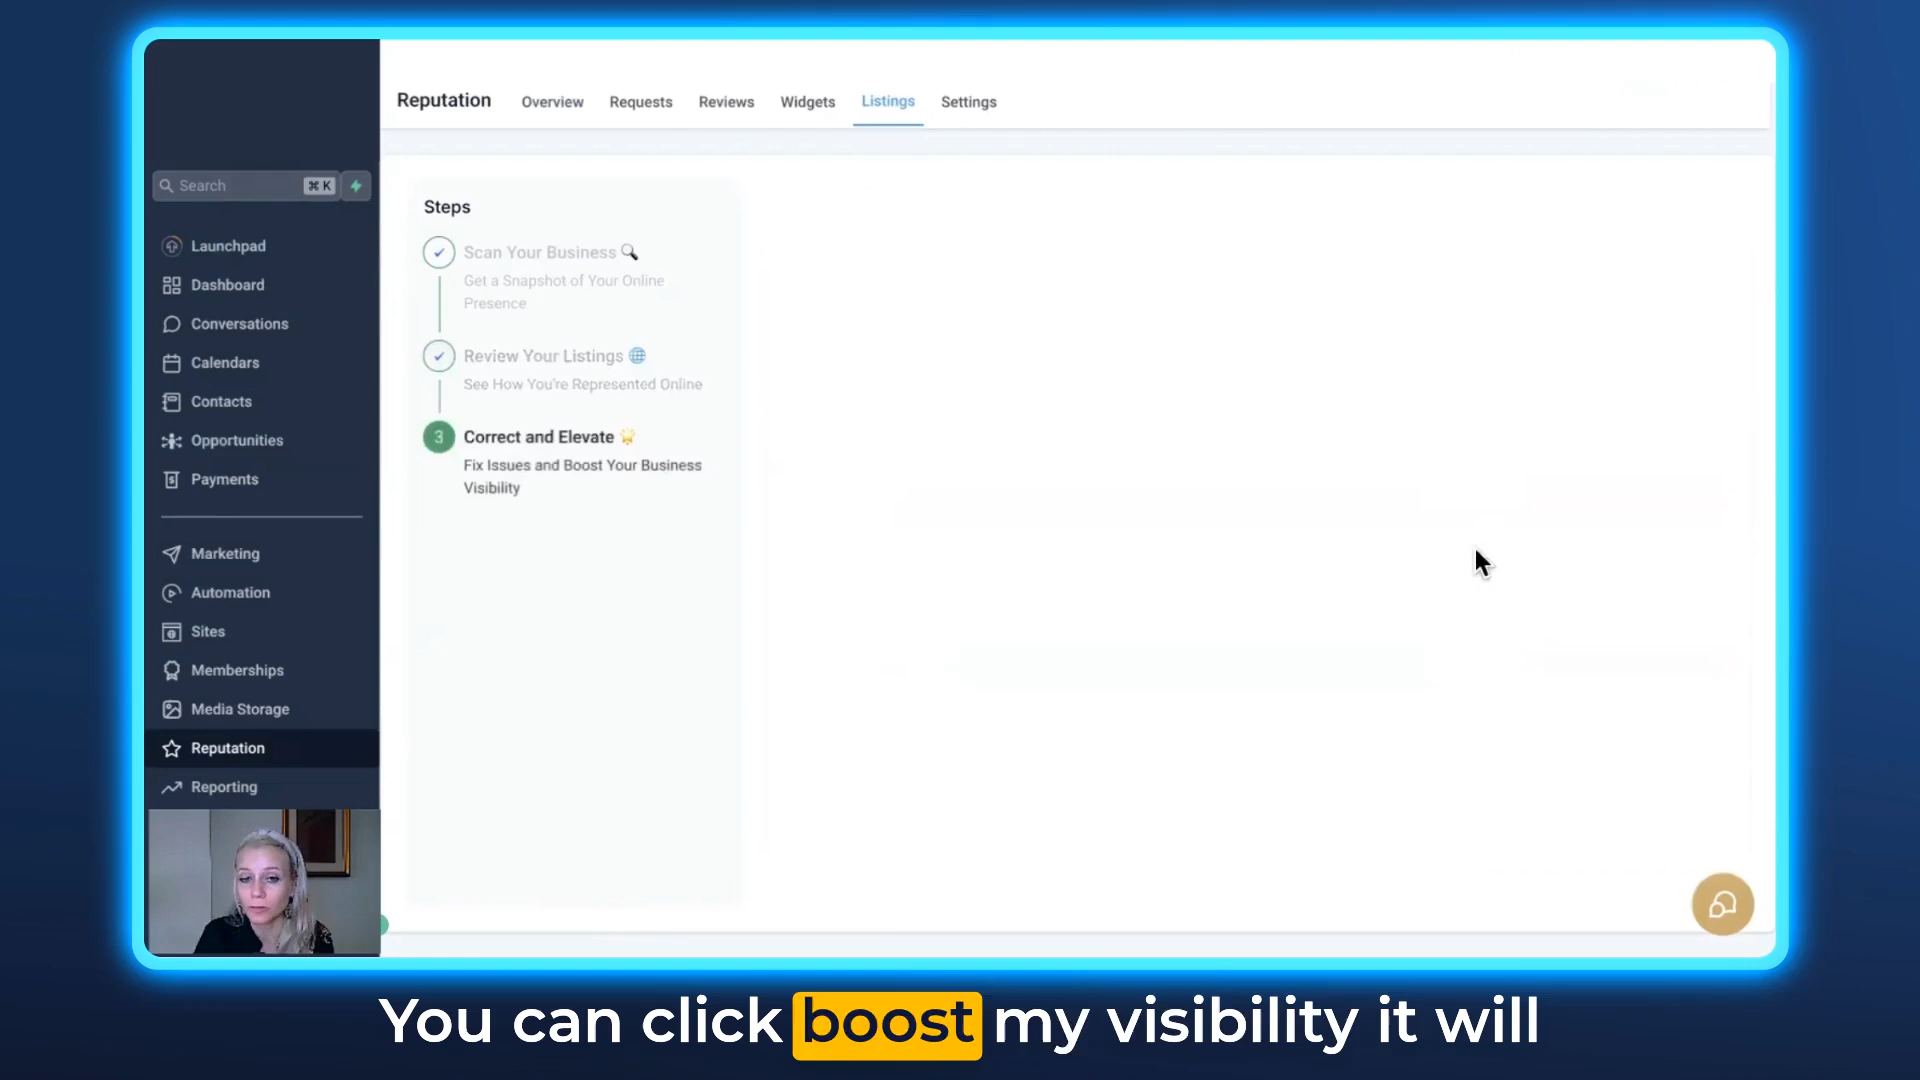 Reputation
Overview
Requests
Reviews
Widgets
Listings
Settings
Search
⌘ K
Launchpad
Dashboard
Conversations
Calendars
Contacts
Opportunities
Payments
Marketing
Automation
Sites
Memberships
Media Storage
Reputation
Reporting
Steps
Scan Your Business
Get a Snapshot of Your Online
Presence
Review Your Listings
See How You're Represented Online
3
Correct and Elevate
Fix Issues and Boost Your Business
Visibility
You can click boost my visibility it will